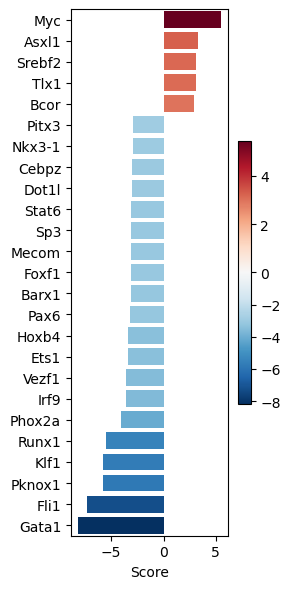 Myc
Asxl1
Srebf2
Tlx1
Bcor
Pitx3
Nkx3-1
Cebpz
Dot1l
Stat6
Sp3
Mecom
Foxf1
Barx1
Pax6
Hoxb4
Ets1
Vezf1
Irf9
Phox2a
Runx1
Klf1
Pknox1
Fli1
Gata1
−5 0 5
Score
4
2
0
−2
−4
−6
−8